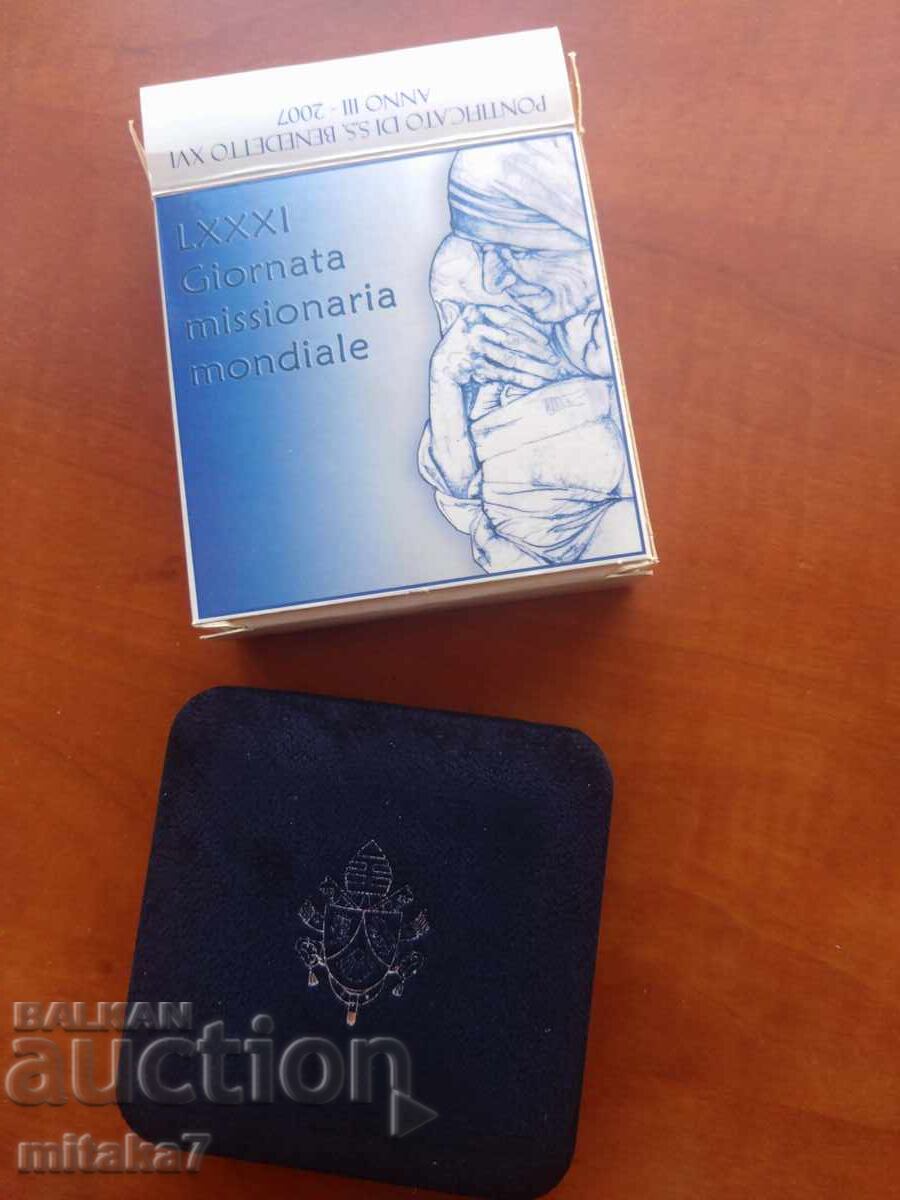 PONTIFICATO DI S.S. BENEDETTO XVI
ANNO III - 2007
LXXXI
Giornata
missionaria
mondiale
BALKAN
auction
mitaka7